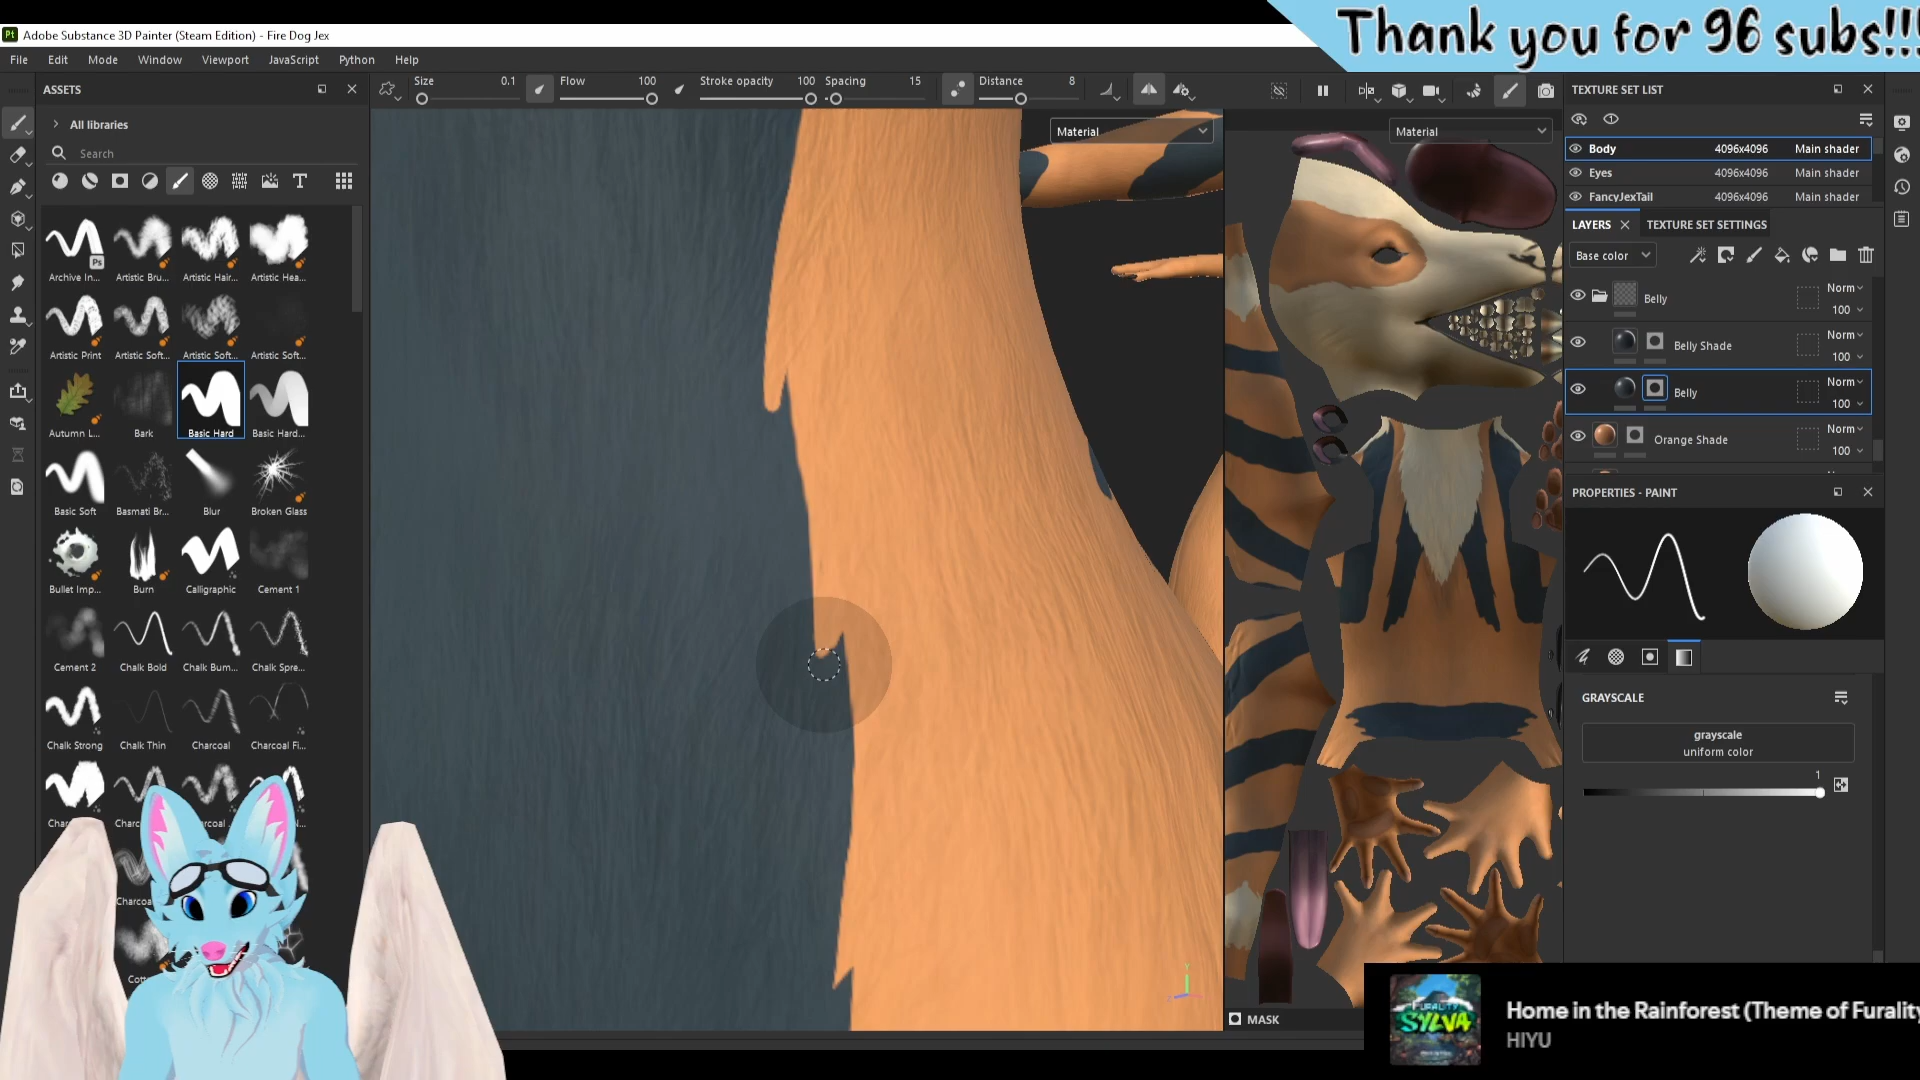 Thank you for 96 subs!!!
Adobe Substance 3D Painter (Steam Edition) - Fire Dog Jex
File Edit Mode Window Viewport JavaScript Python Help
ASSETS
Size 0.1 Flow 100 Stroke opacity 100 Spacing 15 Distance 8
All libraries
Search
Archive In... Artistic Bru... Artistic Hair... Artistic Hea...
Artistic Print Artistic Soft... Artistic Soft... Artistic Soft...
Autumn L... Bark Basic Hard Basic Hard...
Basic Soft Basmati Br... Blur Broken Glass
Bullet Imp... Burn Calligraphic Cement 1
Cement 2 Chalk Bold Chalk Bum... Chalk Spre...
Chalk Strong Chalk Thin Charcoal Charcoal Fi...
Material
Material
MASK
TEXTURE SET LIST
Body 4096x4096 Main shader
Eyes 4096x4096 Main shader
FancyJexTail 4096x4096 Main shader
LAYERS TEXTURE SET SETTINGS
Base color
Belly Norm 100
Belly Shade Norm 100
Belly Norm 100
Orange Shade Norm 100
PROPERTIES - PAINT
GRAYSCALE
grayscale
uniform color
1
FURALITY
SYLVA
Home in the Rainforest (Theme of Furality
HIYU